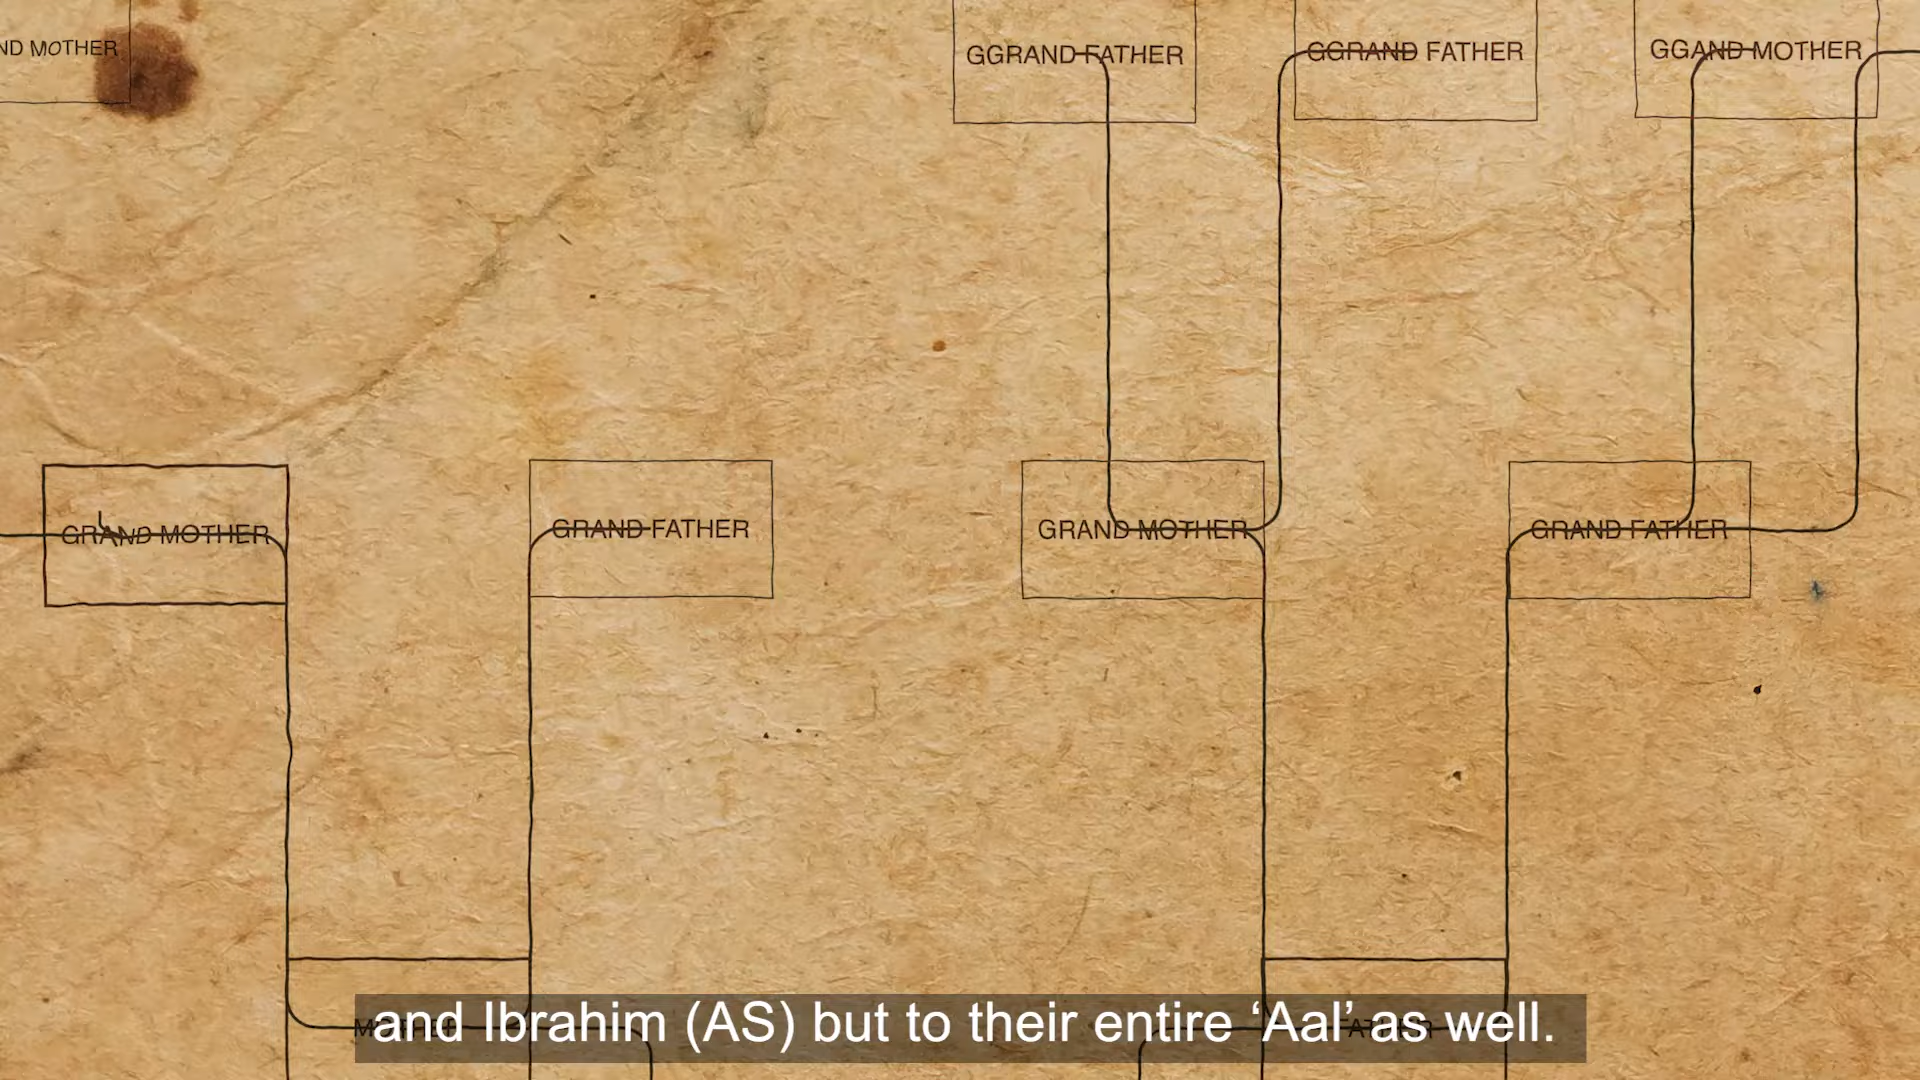 ND MOTHER
GGRAND FATHER
GGRAND FATHER
GGAND MOTHER
GRAND MOTHER
GRAND FATHER
GRAND MOTHER
GRAND FATHER
and Ibrahim (AS) but to their entire ‘Aal’ as well.